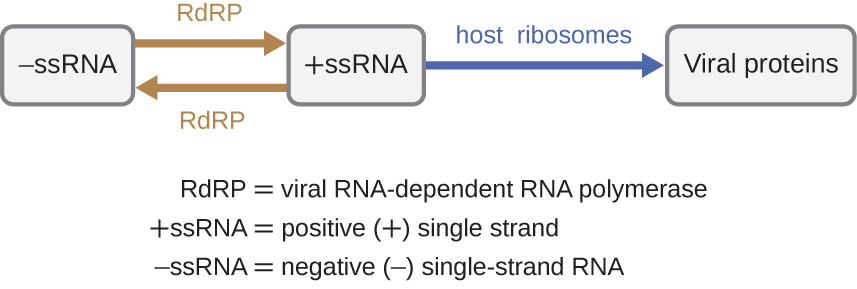 RdRP
host ribosomes
–ssRNA
+ssRNA
Viral proteins
RdRP
RdRP = viral RNA-dependent RNA polymerase
+ssRNA = positive (+) single strand
–ssRNA = negative (–) single-strand RNA